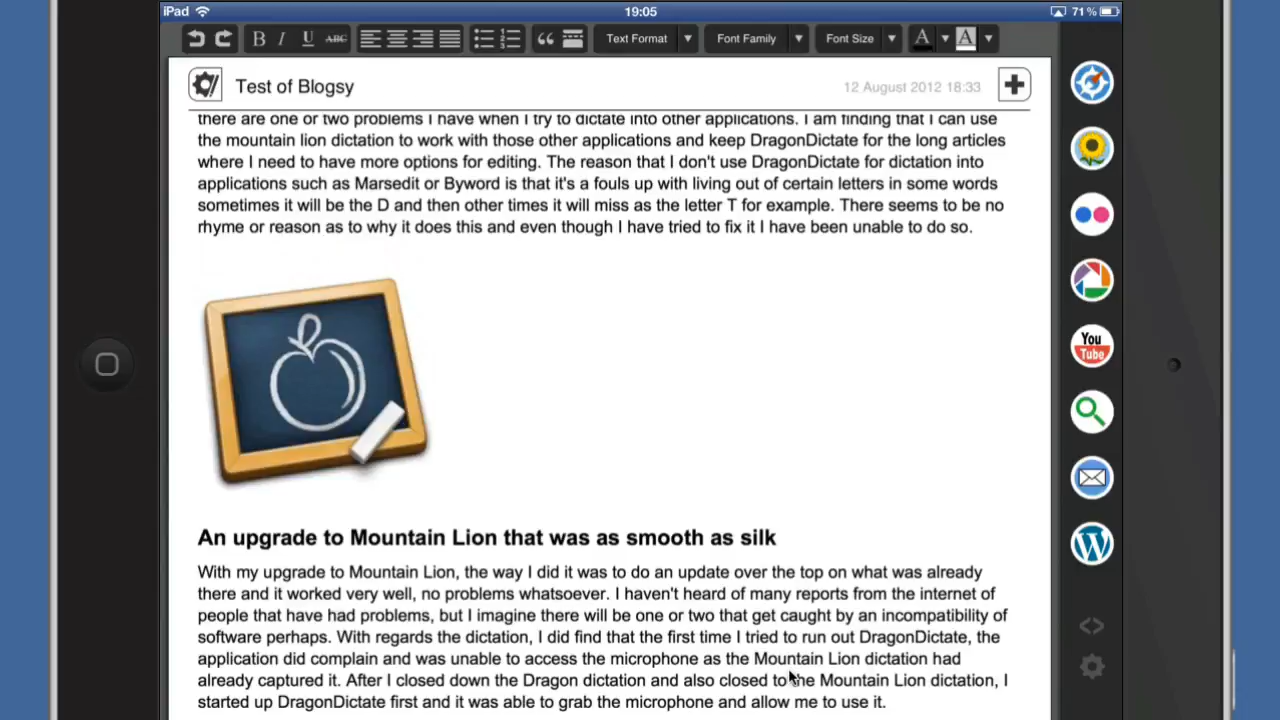 iPad 19:05 71%
B I U ABC Text Format Font Family Font Size A A
Test of Blogsy 12 August 2012 18:33
there are one or two problems I have when I try to dictate into other applications. I am finding that I can use
the mountain lion dictation to work with those other applications and keep DragonDictate for the long articles
where I need to have more options for editing. The reason that I don't use DragonDictate for dictation into
applications such as Marsedit or Byword is that it's a fouls up with living out of certain letters in some words
sometimes it will be the D and then other times it will miss as the letter T for example. There seems to be no
rhyme or reason as to why it does this and even though I have tried to fix it I have been unable to do so.
You
Tube
An upgrade to Mountain Lion that was as smooth as silk
With my upgrade to Mountain Lion, the way I did it was to do an update over the top on what was already
there and it worked very well, no problems whatsoever. I haven't heard of many reports from the internet of
people that have had problems, but I imagine there will be one or two that get caught by an incompatibility of
software perhaps. With regards the dictation, I did find that the first time I tried to run out DragonDictate, the
application did complain and was unable to access the microphone as the Mountain Lion dictation had
already captured it. After I closed down the Dragon dictation and also closed to the Mountain Lion dictation, I
started up DragonDictate first and it was able to grab the microphone and allow me to use it.